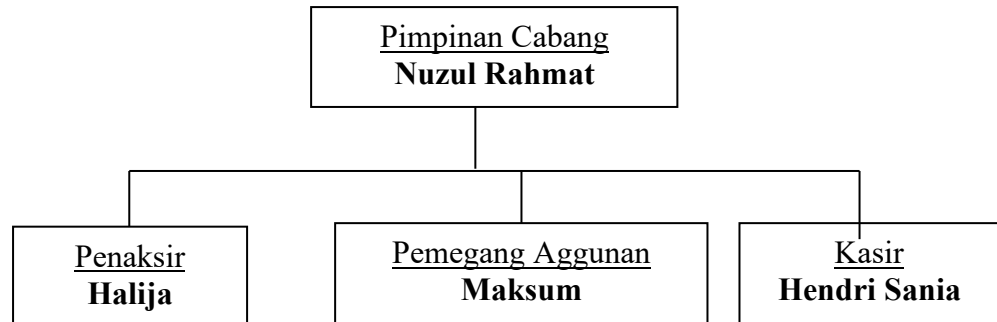 Pimpinan Cabang
Nuzul Rahmat
Penaksir
Halija
Pemegang Aggunan
Maksum
Kasir
Hendri Sania